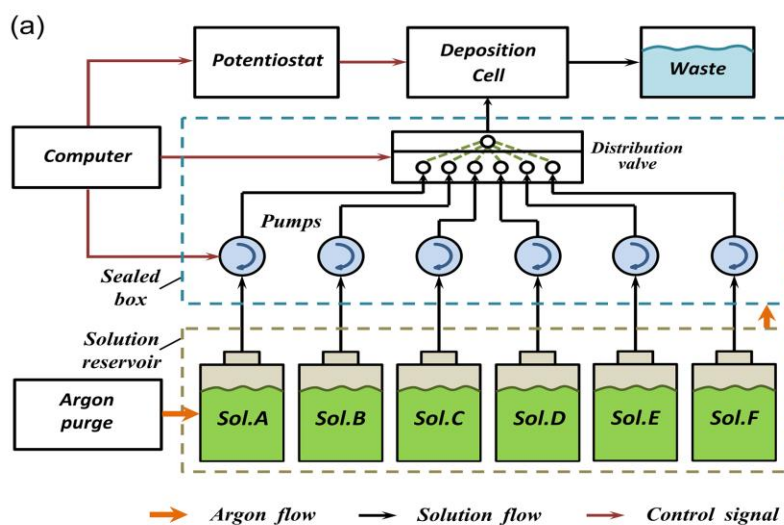 (a)
Potentiostat
Deposition
Cell
Waste
Computer
Distribution
valve
Pumps
Sealed
box
Solution
reservoir
Argon
purge
Sol.A
Sol.B
Sol.C
Sol.D
Sol.E
Sol.F
Argon flow
Solution flow
Control signal